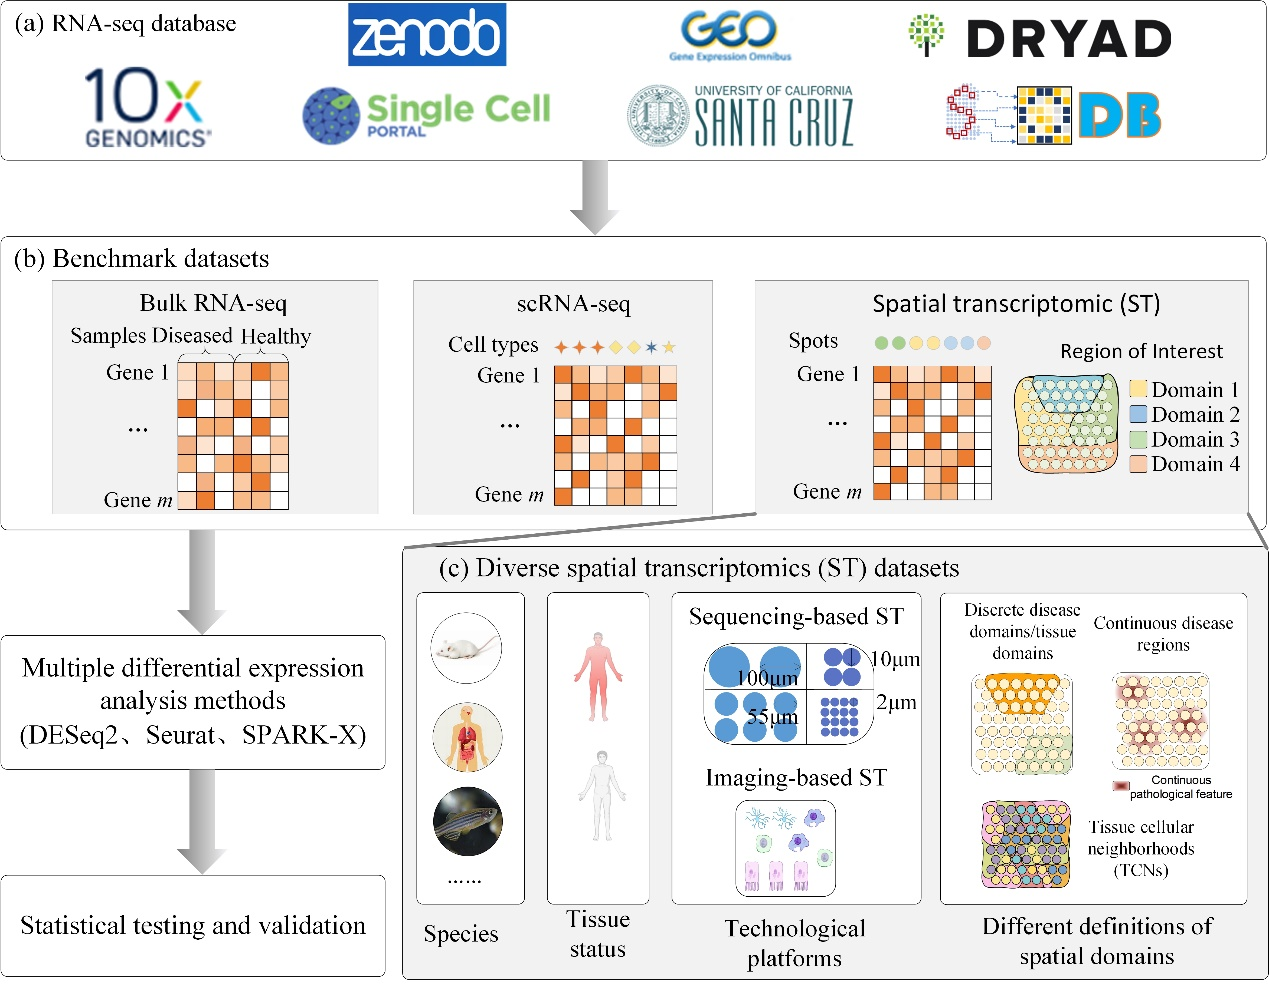 (a) RNA-seq database
zenodo
GEO
Gene Expression Omnibus
DRYAD
10x
GENOMICS
Single Cell
PORTAL
UNIVERSITY OF CALIFORNIA
SANTA CRUZ
DB
(b) Benchmark datasets
Bulk RNA-seq
Samples Diseased Healthy
Gene 1
...
Gene m
scRNA-seq
Cell types
Gene 1
...
Gene m
Spatial transcriptomic (ST)
Spots
Gene 1
...
Gene m
Region of Interest
Domain 1
Domain 2
Domain 3
Domain 4
Multiple differential expression
analysis methods
(DESeq2、Seurat、SPARK-X)
Statistical testing and validation
(c) Diverse spatial transcriptomics (ST) datasets
......
Species
Tissue
status
Sequencing-based ST
100μm
10μm
55μm
2μm
Imaging-based ST
Technological
platforms
Discrete disease
domains/tissue
domains
Continuous disease
regions
Continuous
pathological feature
Tissue cellular
neighborhoods
(TCNs)
Different definitions of
spatial domains